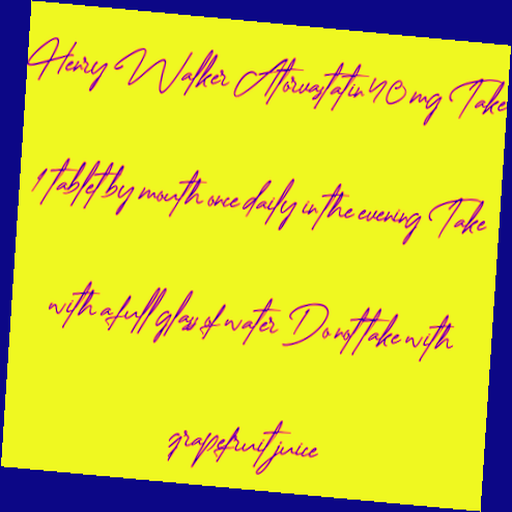 Henry Walker Atorvastatin 40 mg Take
1 tablet by mouth once daily in the evening Take
with a full glass of water Do not take with
grapefruit juice